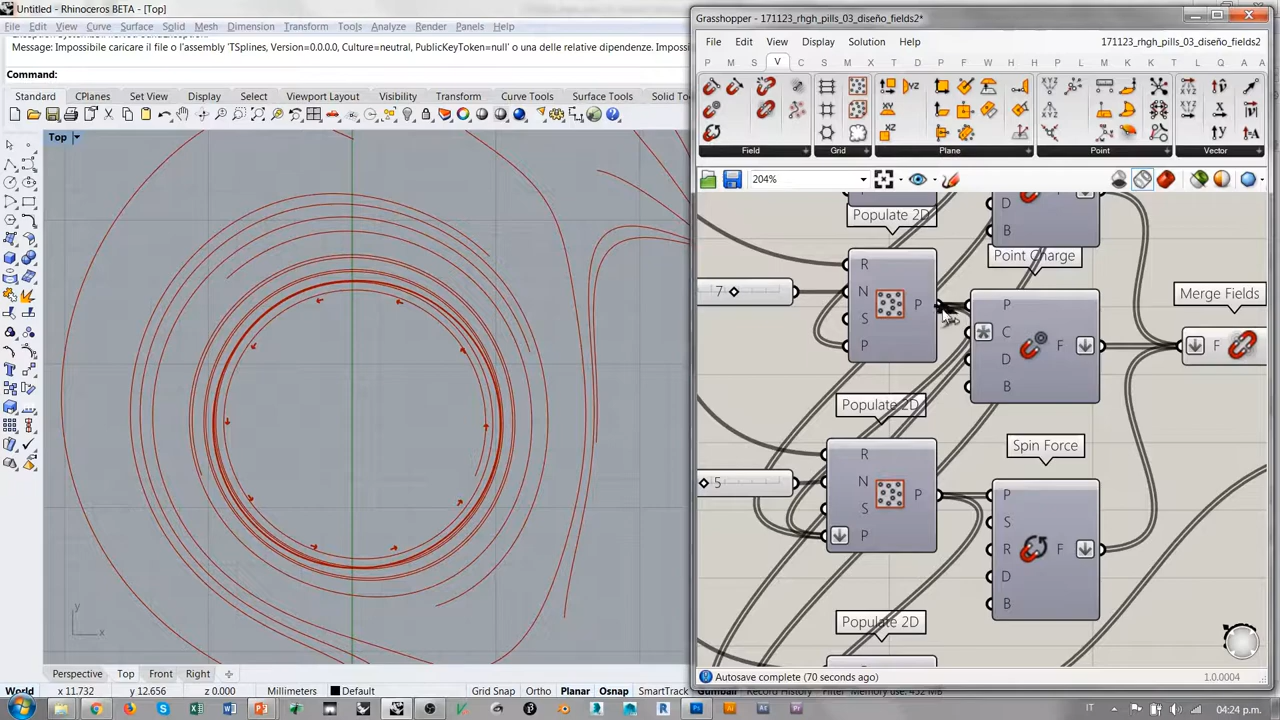 Untitled - Rhinoceros BETA - [Top]
File Edit View Curve Surface Solid Mesh Dimension Transform Tools Analyze Render Panels Help
Message: Impossibile caricare il file o l'assembly 'TSplines, Version=0.0.0.0, Culture=neutral, PublicKeyToken=null' o una delle relative dipendenze. Imposs
Command:
Standard CPlanes Set View Display Select Viewport Layout Visibility Transform Curve Tools Surface Tools Solid To
Top
y
x
Perspective Top Front Right
World x 11.732 y 12.656 z 0.000 Millimeters Default Grid Snap Ortho Planar Osnap SmartTrack Gumball Record History Filter
Grasshopper - 171123_rhgh_pills_03_diseño_fields2*
File Edit View Display Solution Help 171123_rhgh_pills_03_diseño_fields2
P M S V C S M I T D W H H E K P L A B Q F L
Field Grid Plane Point Vector
204%
Populate 2D
D
B
R
N
S
P
P
7
Point Charge
P
C
D
B
F
Merge Fields
F
Populate 2D
R
N
S
P
P
5
Spin Force
P
S
R
D
B
F
Populate 2D
Autosave complete (70 seconds ago) 1.0.0004
IT 04:24 p.m.